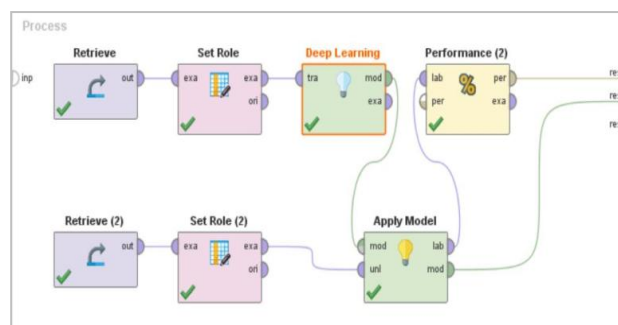 Process
Retrieve
Set Role
Deep Learning
Performance (2)
inp
out
exa
exa
ori
tra
mod
exa
lab
per
per
exa
res
res
res
Retrieve (2)
Set Role (2)
Apply Model
out
exa
exa
ori
mod
unl
lab
mod
%